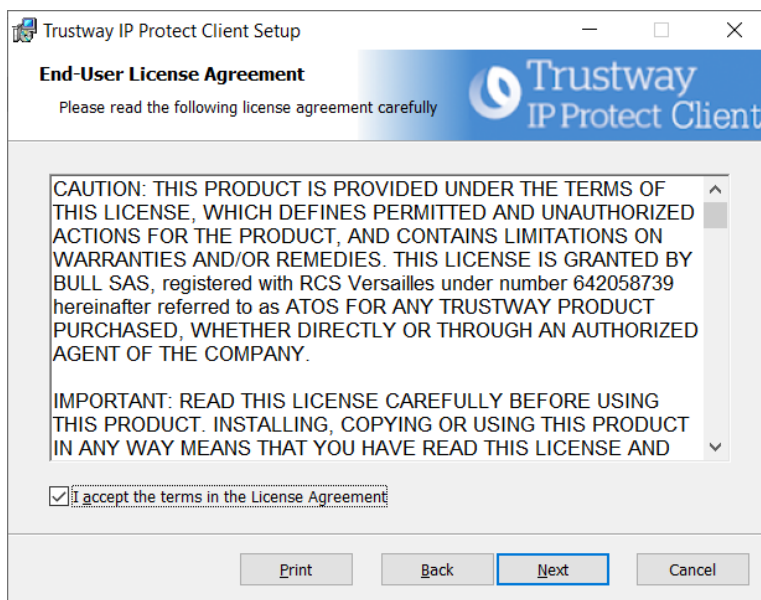 Trustway IP Protect Client Setup
End-User License Agreement
Please read the following license agreement carefully
Trustway
IP Protect Client
CAUTION: THIS PRODUCT IS PROVIDED UNDER THE TERMS OF
THIS LICENSE, WHICH DEFINES PERMITTED AND UNAUTHORIZED
ACTIONS FOR THE PRODUCT, AND CONTAINS LIMITATIONS ON
WARRANTIES AND/OR REMEDIES. THIS LICENSE IS GRANTED BY
BULL SAS, registered with RCS Versailles under number 642058739
hereinafter referred to as ATOS FOR ANY TRUSTWAY PRODUCT
PURCHASED, WHETHER DIRECTLY OR THROUGH AN AUTHORIZED
AGENT OF THE COMPANY.
IMPORTANT: READ THIS LICENSE CAREFULLY BEFORE USING
THIS PRODUCT. INSTALLING, COPYING OR USING THIS PRODUCT
IN ANY WAY MEANS THAT YOU HAVE READ THIS LICENSE AND
I accept the terms in the License Agreement
Print Back Next Cancel